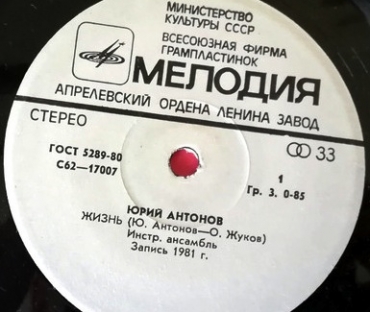 МИНИСТЕРСТВО
КУЛЬТУРЫ СССР
ВСЕСОЮЗНАЯ ФИРМА
ГРАМПЛАСТИНОК
МЕЛОДИЯ
АПРЕЛЕВСКИЙ ОРДЕНА ЛЕНИНА ЗАВОД
СТЕРЕО 33
ГОСТ 5289-80 1
С62—17007 Гр. 3. 0-85
ЮРИЙ АНТОНОВ
ЖИЗНЬ (Ю. Антонов—О. Жуков)
Инстр. ансамбль
Запись 1981 г.